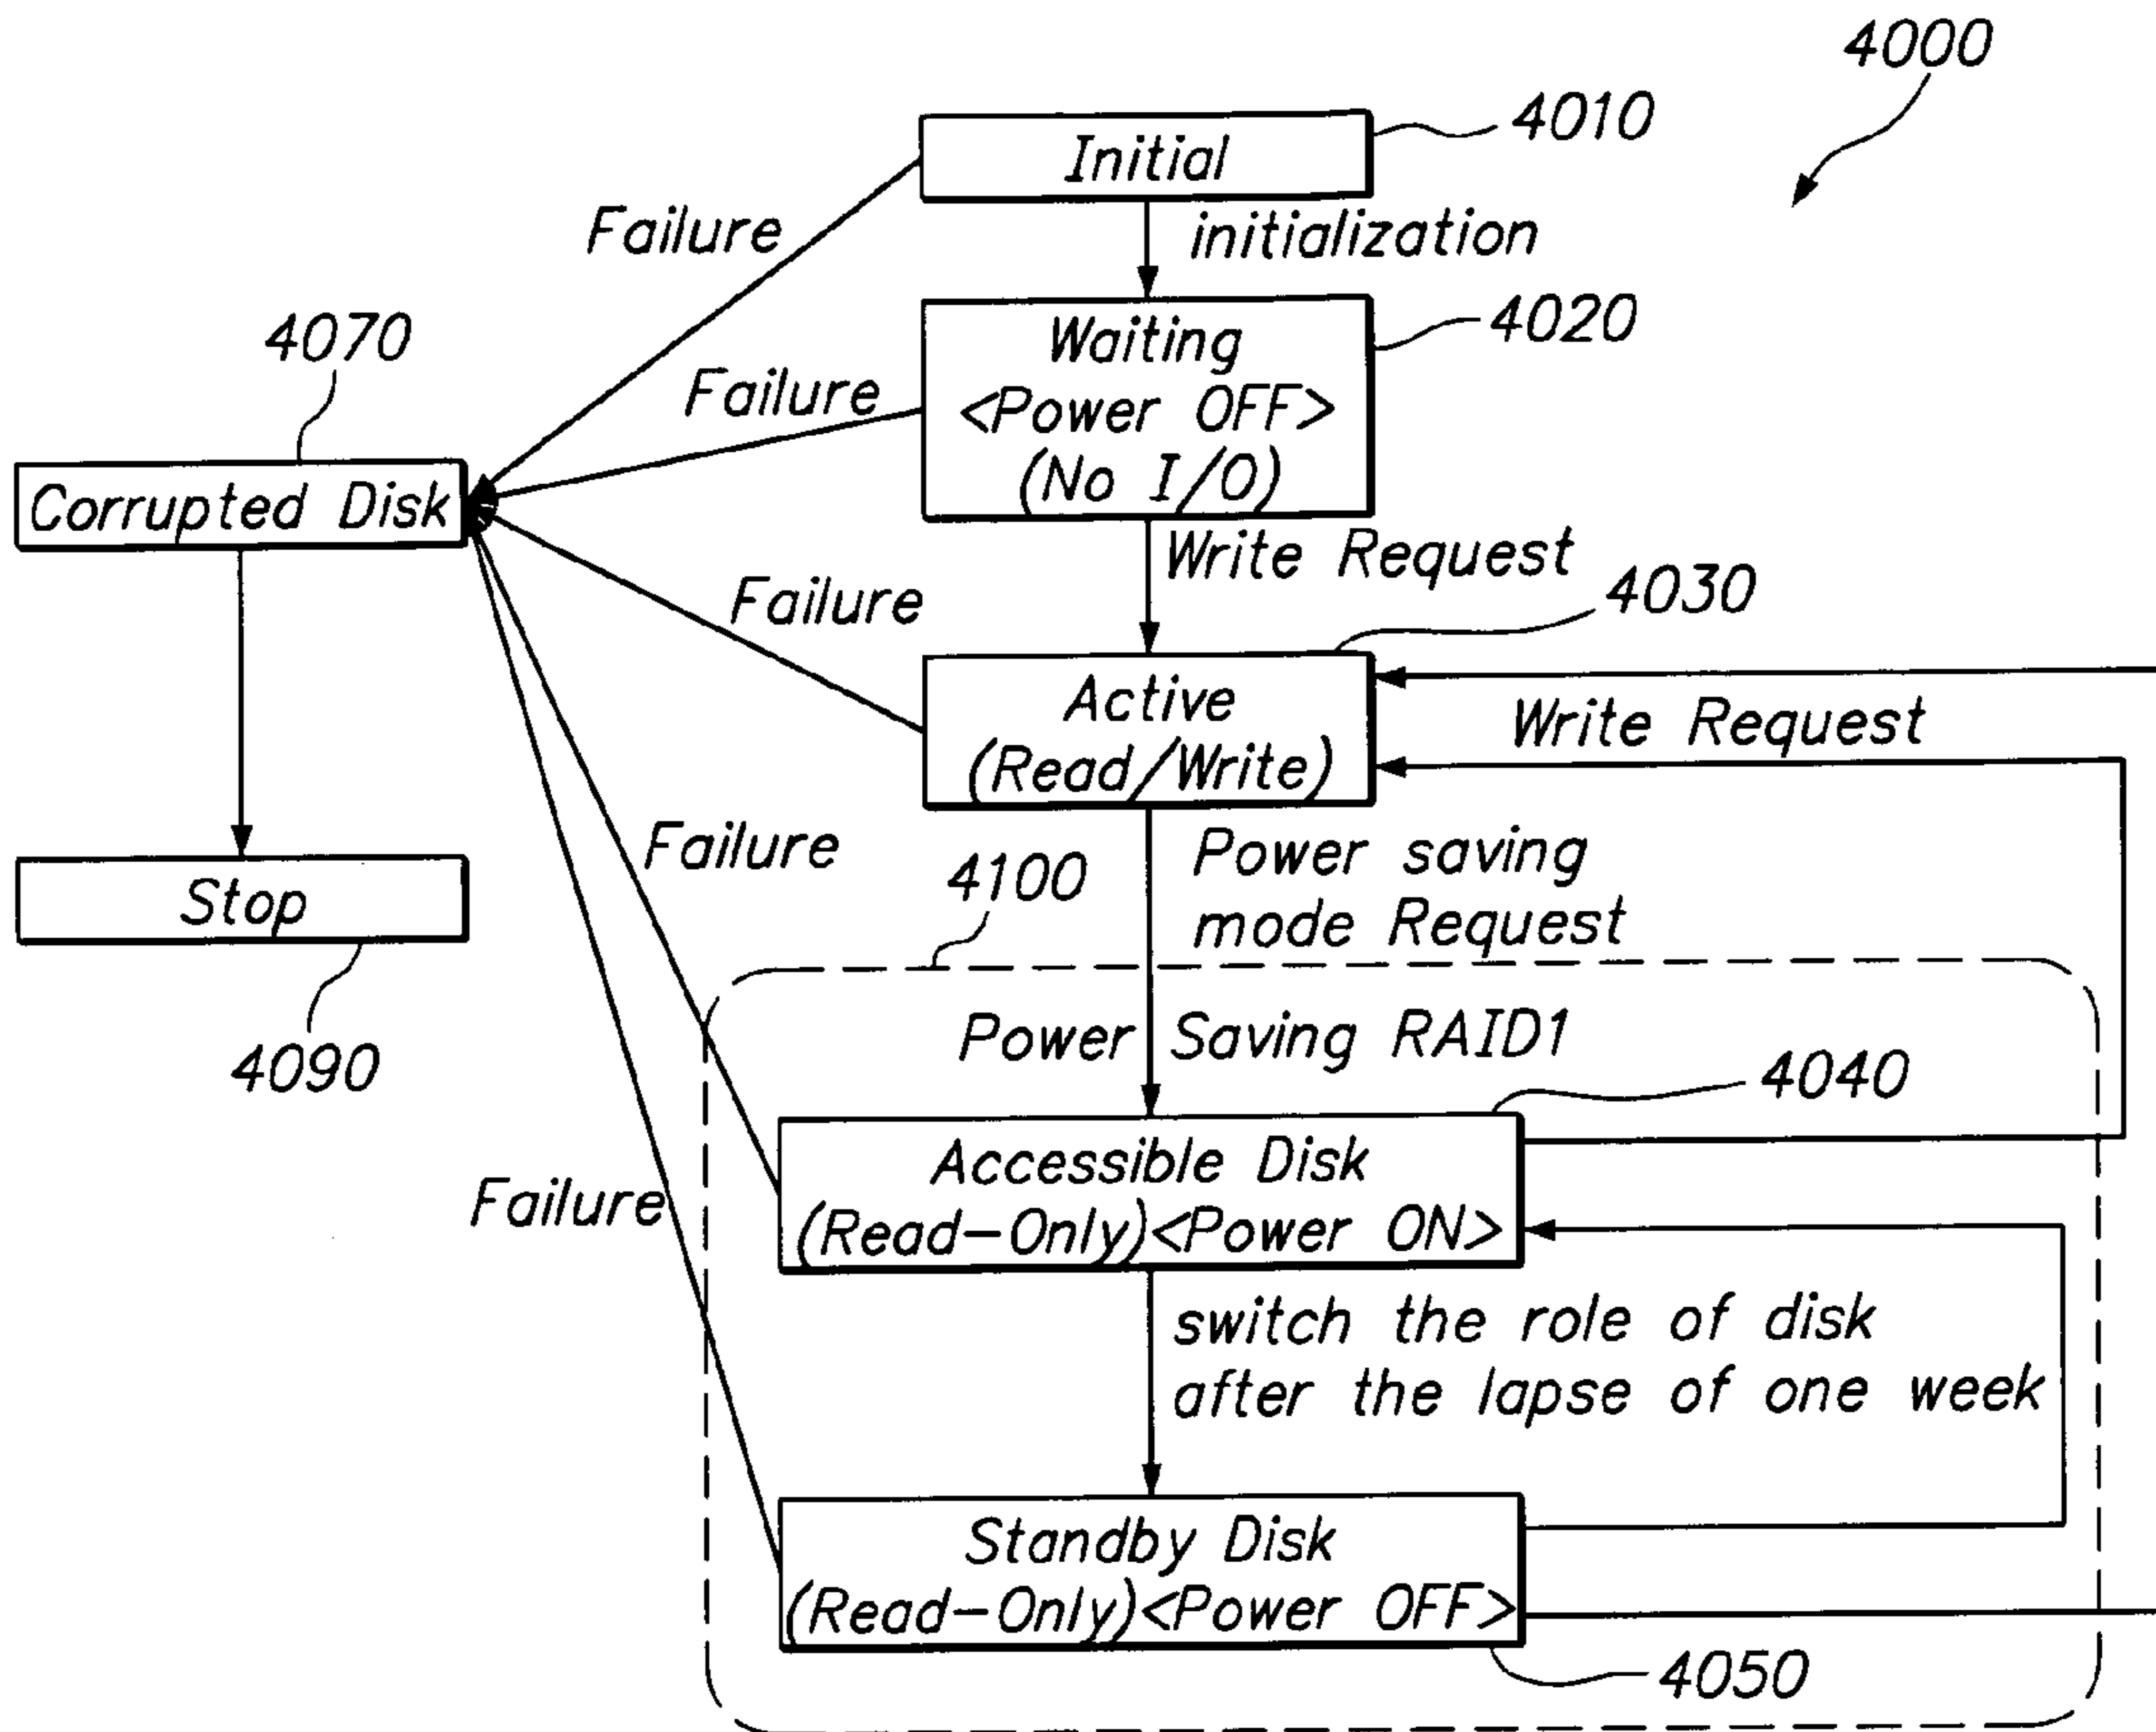 4000
4010
Initial
Failure
initialization
4020
4070
Waiting
Failure
<Power OFF>
(No I/O)
Corrupted Disk
Write Request
4030
Failure
Active
(Read/Write)
Write Request
Failure
4100
Power saving
mode Request
Stop
4090
Power Saving RAID1
4040
Accessible Disk
(Read-Only)<Power ON>
Failure
switch the role of disk
after the lapse of one week
Standby Disk
(Read-Only)<Power OFF>
4050